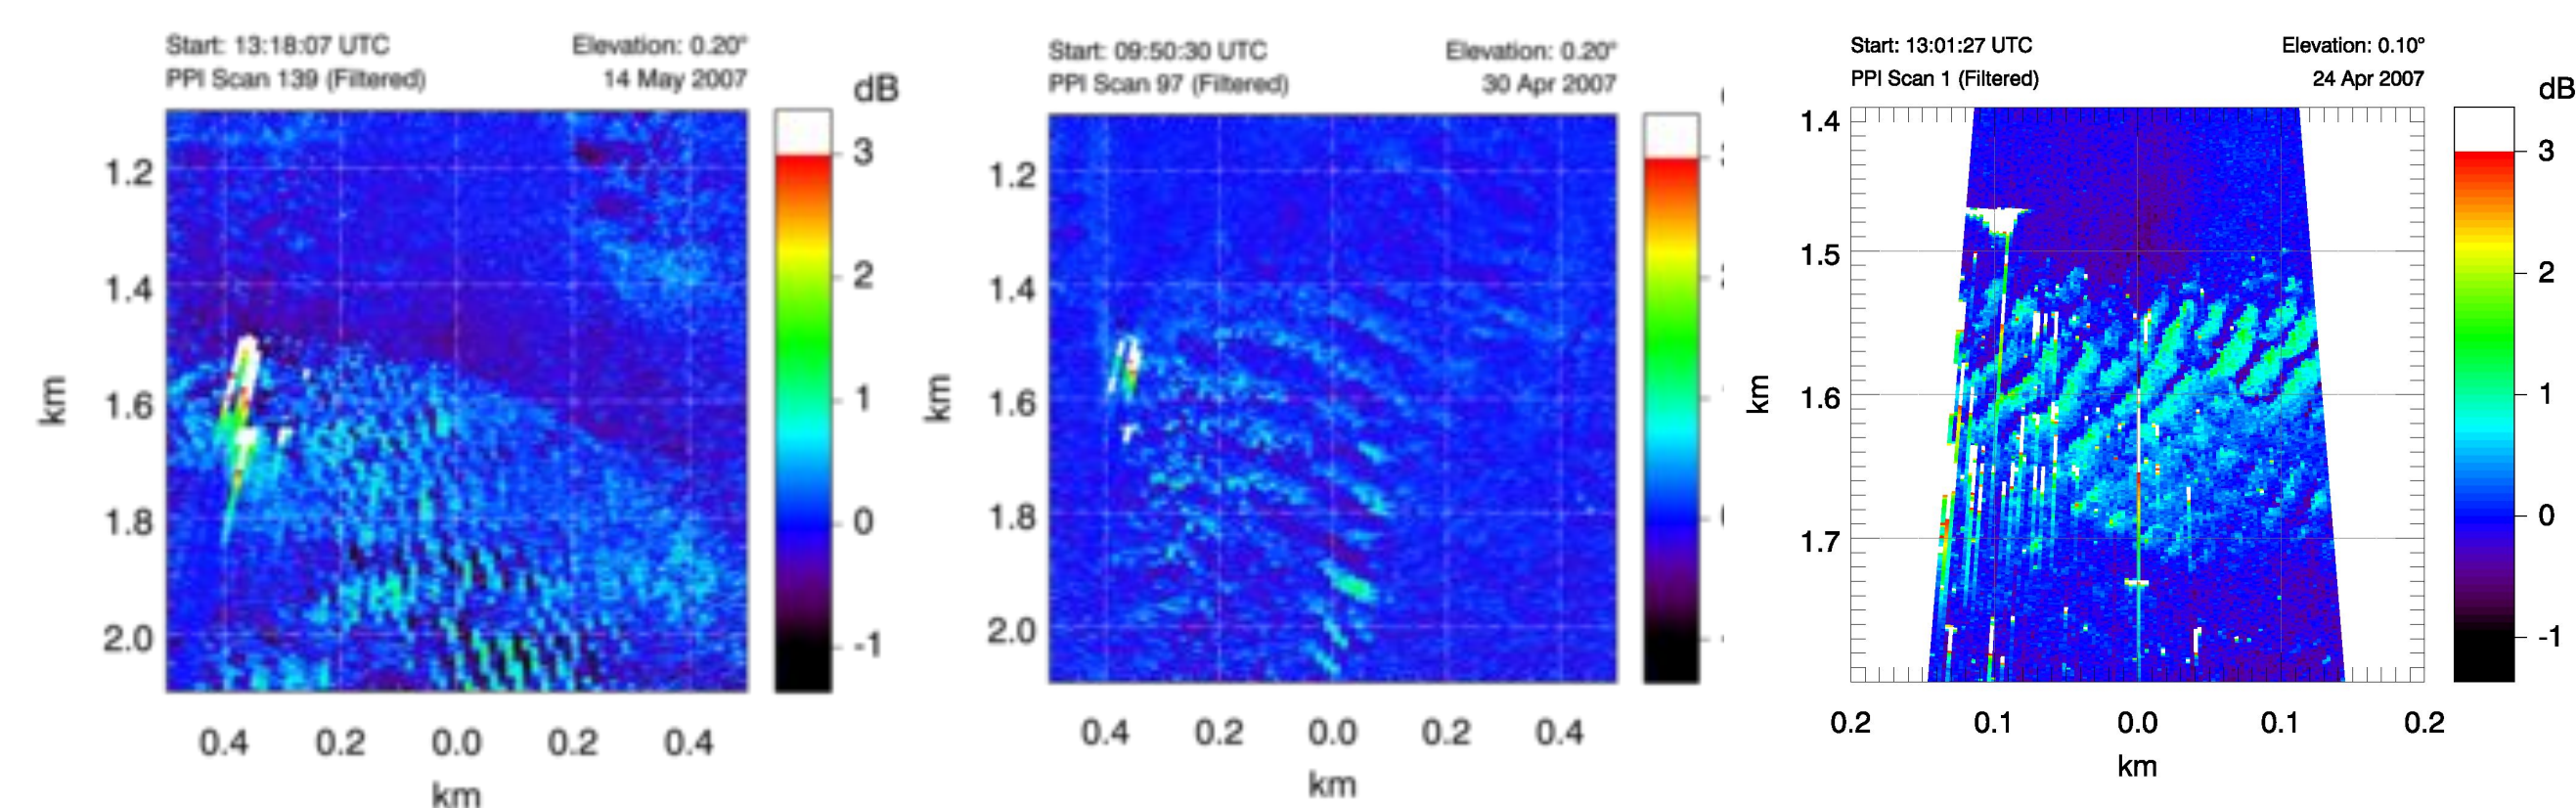 Start: 13:18:07 UTC Elevation: 0.20°
PPI Scan 139 (Filtered) 14 May 2007
dB
3
2
1
0
-1
1.2
1.4
1.6
1.8
2.0
km
0.4 0.2 0.0 0.2 0.4
km
Start: 09:50:30 UTC Elevation: 0.20°
PPI Scan 97 (Filtered) 30 Apr 2007
1.2
1.4
1.6
1.8
2.0
km
0.4 0.2 0.0 0.2 0.4
km
Start: 13:01:27 UTC Elevation: 0.10°
PPI Scan 1 (Filtered) 24 Apr 2007
dB
3
2
1
0
-1
1.4
1.5
1.6
1.7
km
0.2 0.1 0.0 0.1 0.2
km